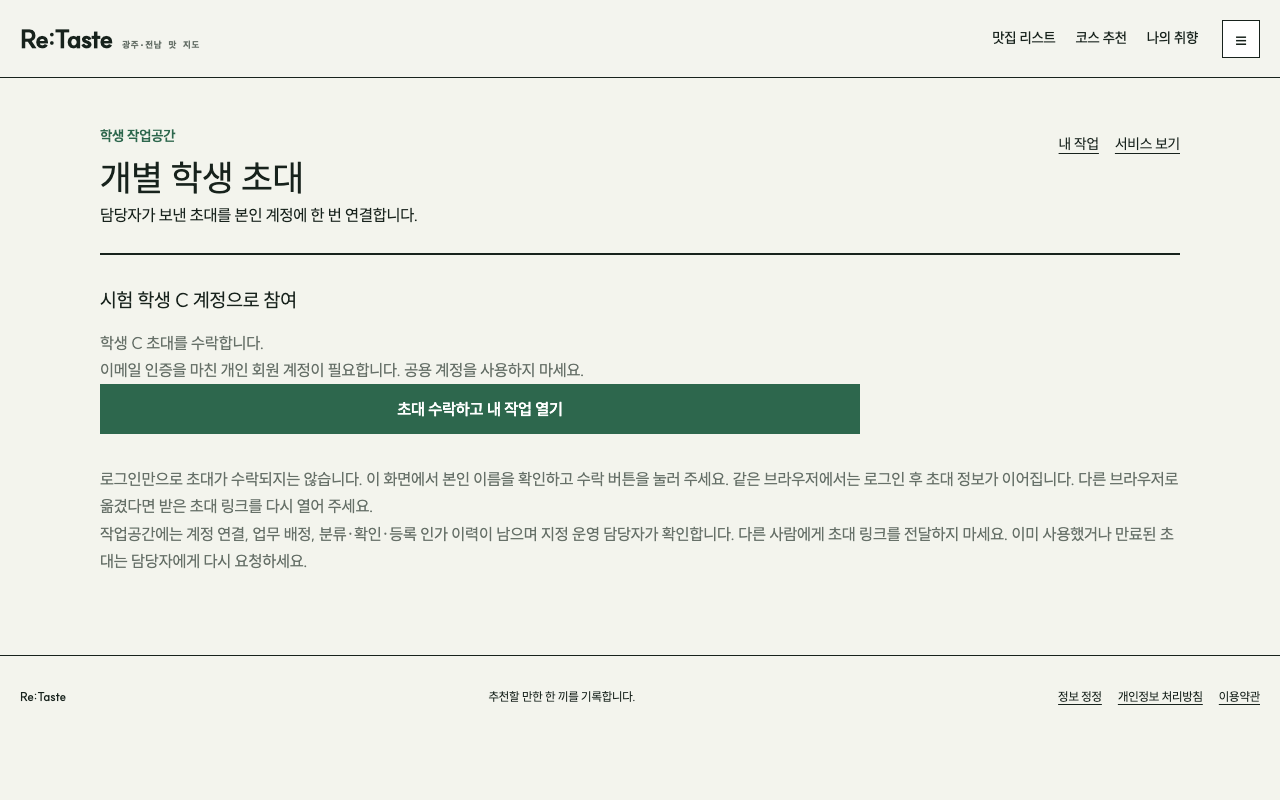 Re:Taste 광주·전남 맛 지도
맛집 리스트 코스 추천 나의 취향
학생 작업공간
내 작업 서비스 보기
개별 학생 초대
담당자가 보낸 초대를 본인 계정에 한 번 연결합니다.
시험 학생 C 계정으로 참여
학생 C 초대를 수락합니다.
이메일 인증을 마친 개인 회원 계정이 필요합니다. 공용 계정을 사용하지 마세요.
초대 수락하고 내 작업 열기
로그인만으로 초대가 수락되지는 않습니다. 이 화면에서 본인 이름을 확인하고 수락 버튼을 눌러 주세요. 같은 브라우저에서는 로그인 후 초대 정보가 이어집니다. 다른 브라우저로
옮겼다면 받은 초대 링크를 다시 열어 주세요.
작업공간에는 계정 연결, 업무 배정, 분류·확인·등록 인가 이력이 남으며 지정 운영 담당자가 확인합니다. 다른 사람에게 초대 링크를 전달하지 마세요. 이미 사용했거나 만료된 초
대는 담당자에게 다시 요청하세요.
Re:Taste 추천할 만한 한 끼를 기록합니다. 정보 정정 개인정보 처리방침 이용약관